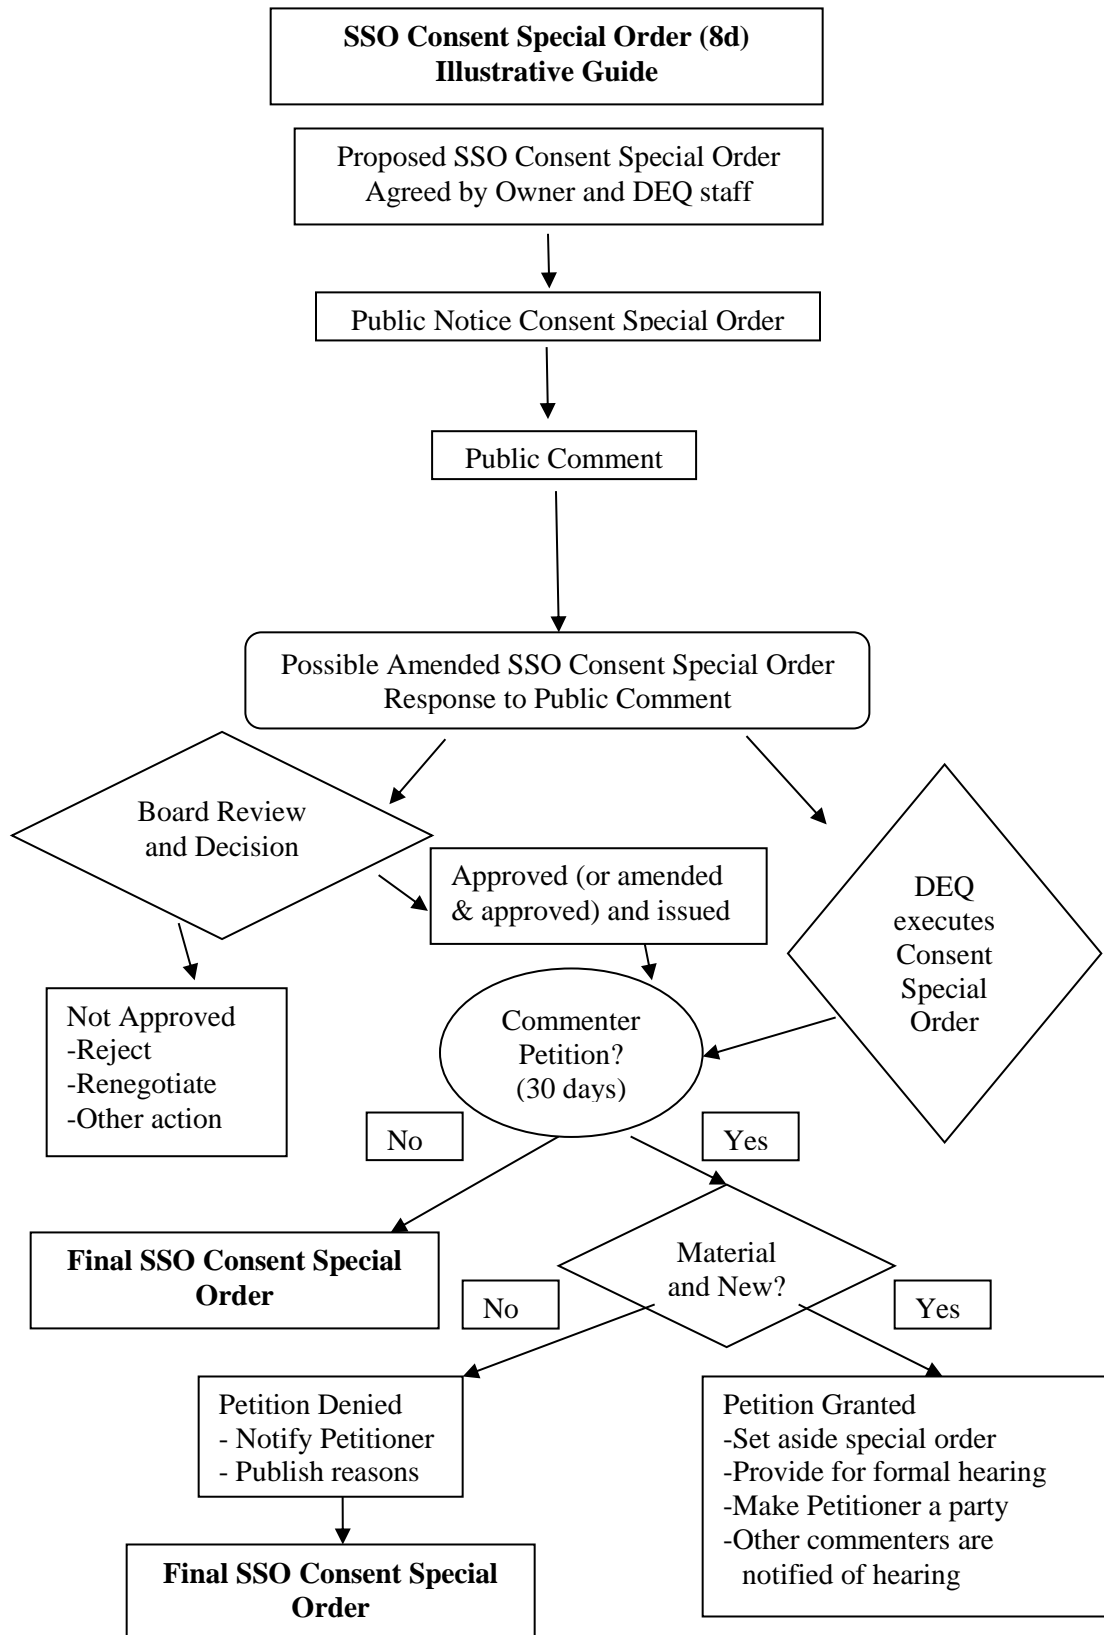 SSO Consent Special Order (8d)
Illustrative Guide
Proposed SSO Consent Special Order
Agreed by Owner and DEQ staff
Public Notice Consent Special Order
Public Comment
Possible Amended SSO Consent Special Order
Response to Public Comment
Board Review
and Decision
Approved (or amended
& approved) and issued
DEQ
executes
Consent
Special
Order
Not Approved
-Reject
-Renegotiate
-Other action
Commenter
Petition?
(30 days)
No
Yes
Final SSO Consent Special
Order
Material
and New?
No
Yes
Petition Denied
- Notify Petitioner
- Publish reasons
Petition Granted
-Set aside special order
-Provide for formal hearing
-Make Petitioner a party
-Other commenters are
notified of hearing
Final SSO Consent Special
Order